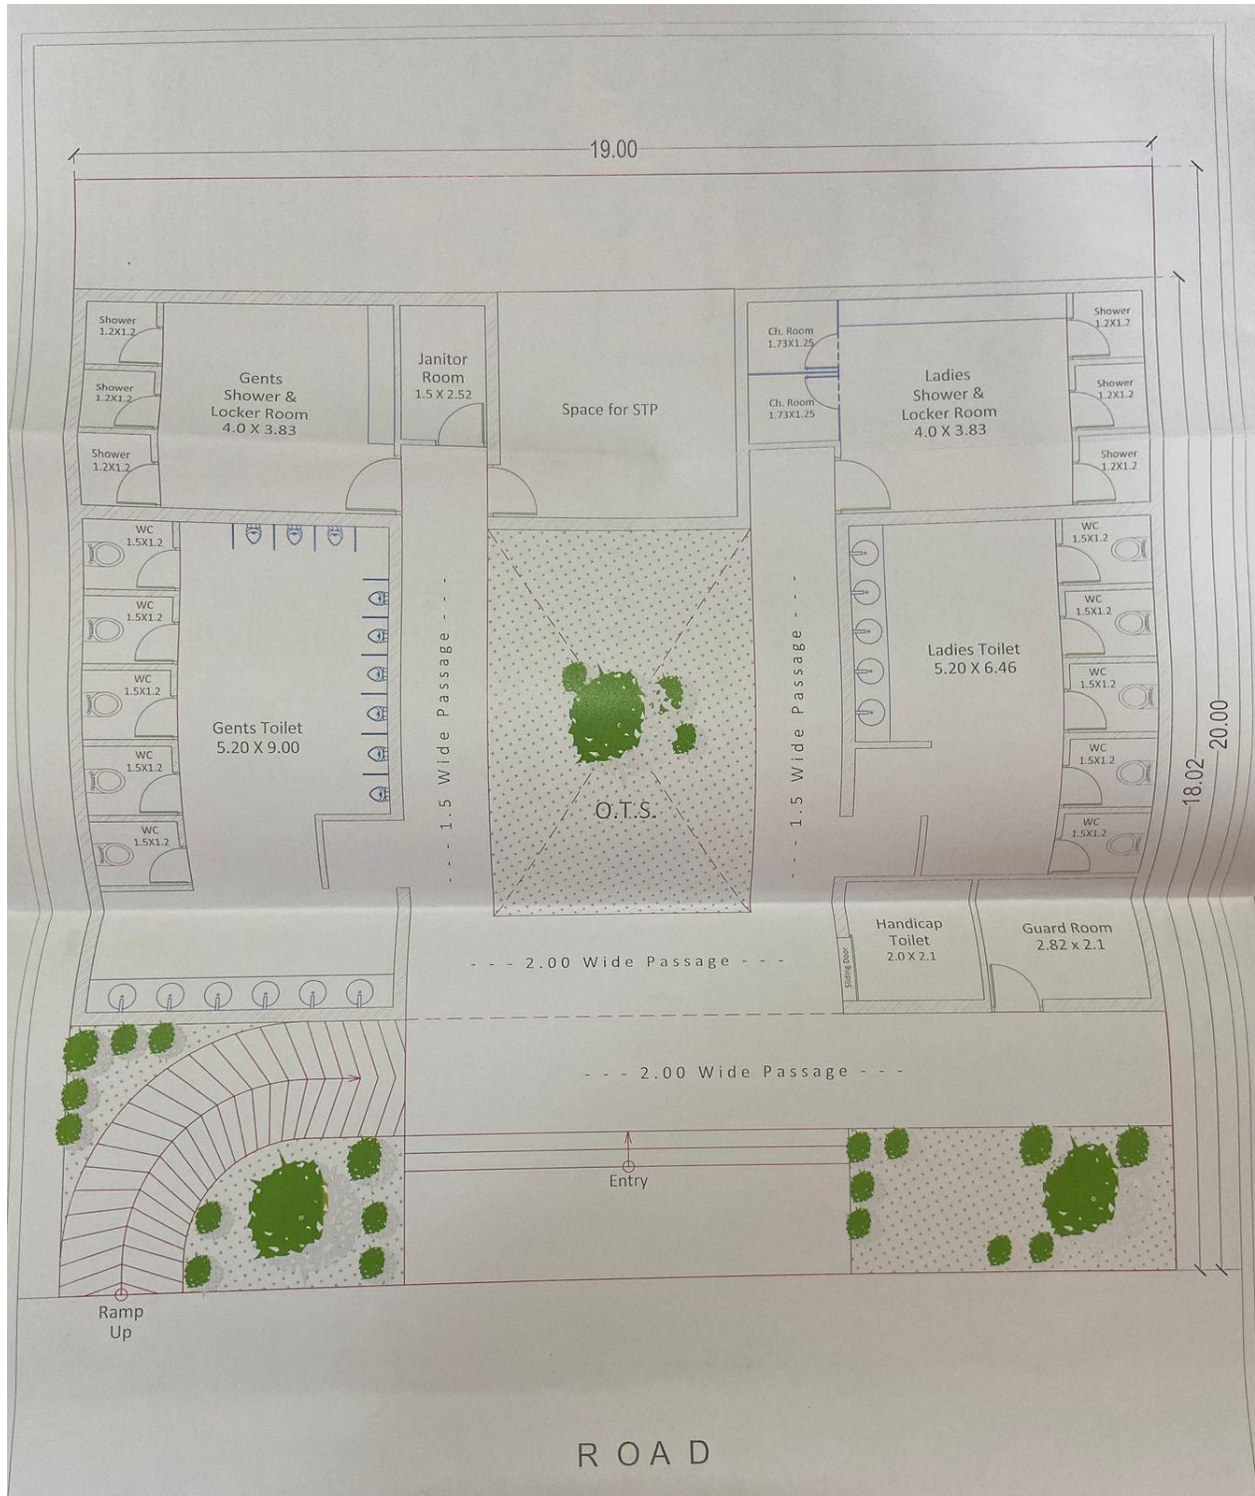 19.00
Shower
1.2X1.2
Shower
1.2X1.2
Shower
1.2X1.2
Gents
Shower &
Locker Room
4.0 X 3.83
Janitor
Room
1.5 X 2.52
Space for STP
Ch. Room
1.73X1.25
Ch. Room
1.73X1.25
Ladies
Shower &
Locker Room
4.0 X 3.83
Shower
1.2X1.2
Shower
1.2X1.2
Shower
1.2X1.2
WC
1.5X1.2
WC
1.5X1.2
WC
1.5X1.2
WC
1.5X1.2
WC
1.5X1.2
Gents Toilet
5.20 X 9.00
- - - 1.5 Wide Passage - - -
O.T.S.
- - - 1.5 Wide Passage - - -
Ladies Toilet
5.20 X 6.46
WC
1.5X1.2
WC
1.5X1.2
WC
1.5X1.2
WC
1.5X1.2
WC
1.5X1.2
18.02
20.00
- - - 2.00 Wide Passage - - -
Sliding Door
Handicap
Toilet
2.0 X 2.1
Guard Room
2.82 x 2.1
- - - 2.00 Wide Passage - - -
Entry
Ramp
Up
ROAD